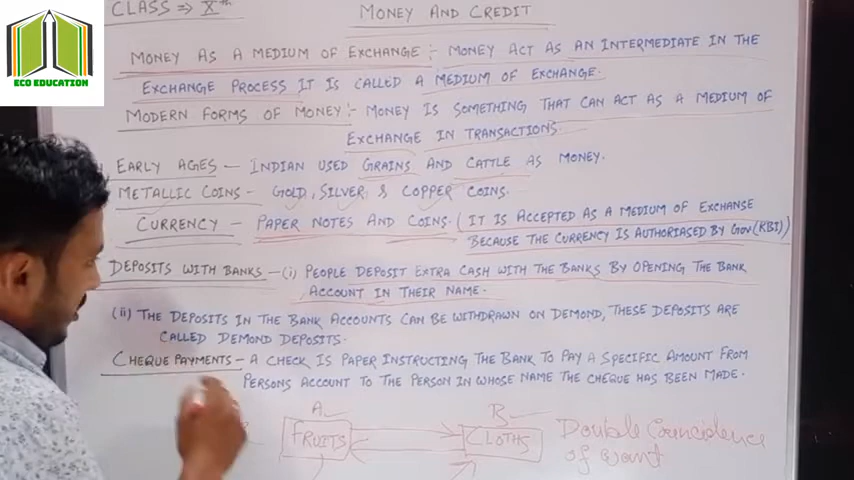 CLASS ⇒ Xth
MONEY AND CREDIT
ECO EDUCATION
MONEY AS A MEDIUM OF EXCHANGE :- MONEY ACT AS AN INTERMEDIATE IN THE
EXCHANGE PROCESS IT IS CALLED A MEDIUM OF EXCHANGE.
MODERN FORMS OF MONEY :- MONEY IS SOMETHING THAT CAN ACT AS A MEDIUM OF
EXCHANGE IN TRANSACTIONS.
EARLY AGES - INDIAN USED GRAINS AND CATTLE AS MONEY.
METALLIC COINS - GOLD, SILVER & COPPER COINS.
CURRENCY - PAPER NOTES AND COINS. (IT IS ACCEPTED AS A MEDIUM OF EXCHANSE
BECAUSE THE CURRENCY IS AUTHORIASED BY GOV.(RBI))
DEPOSITS WITH BANKS - (i) PEOPLE DEPOSIT EXTRA CASH WITH THE BANKS BY OPENING THE BANK
ACCOUNT IN THEIR NAME.
(ii) THE DEPOSITS IN THE BANK ACCOUNTS CAN BE WITHDRAWN ON DEMOND, THESE DEPOSITS ARE
CALLED DEMOND DEPOSITS.
CHEQUE PAYMENTS - A CHECK IS PAPER INSTRUCTING THE BANK TO PAY A SPECIFIC AMOUNT FROM
PERSONS ACCOUNT TO THE PERSON IN WHOSE NAME THE CHEQUE HAS BEEN MADE.
A B
FRUITS CLOTHS Double Coincidence
of want